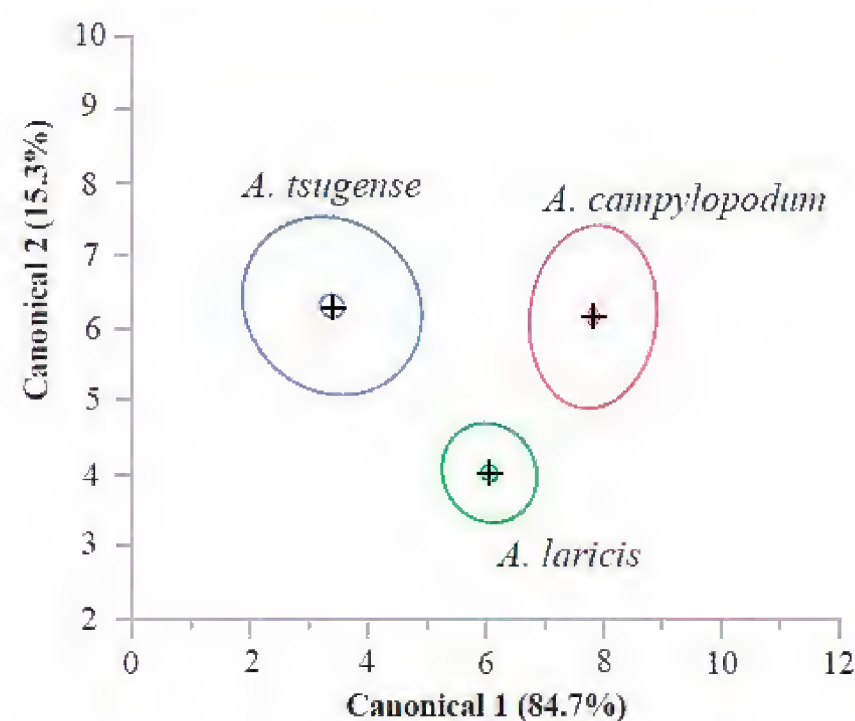 10
9
8
7
6
5
4
3
2
Canonical 2 (15.3%)
A. tsugense
A. campylopodum
A. laricis
0 2 4 6 8 10 12
Canonical 1 (84.7%)